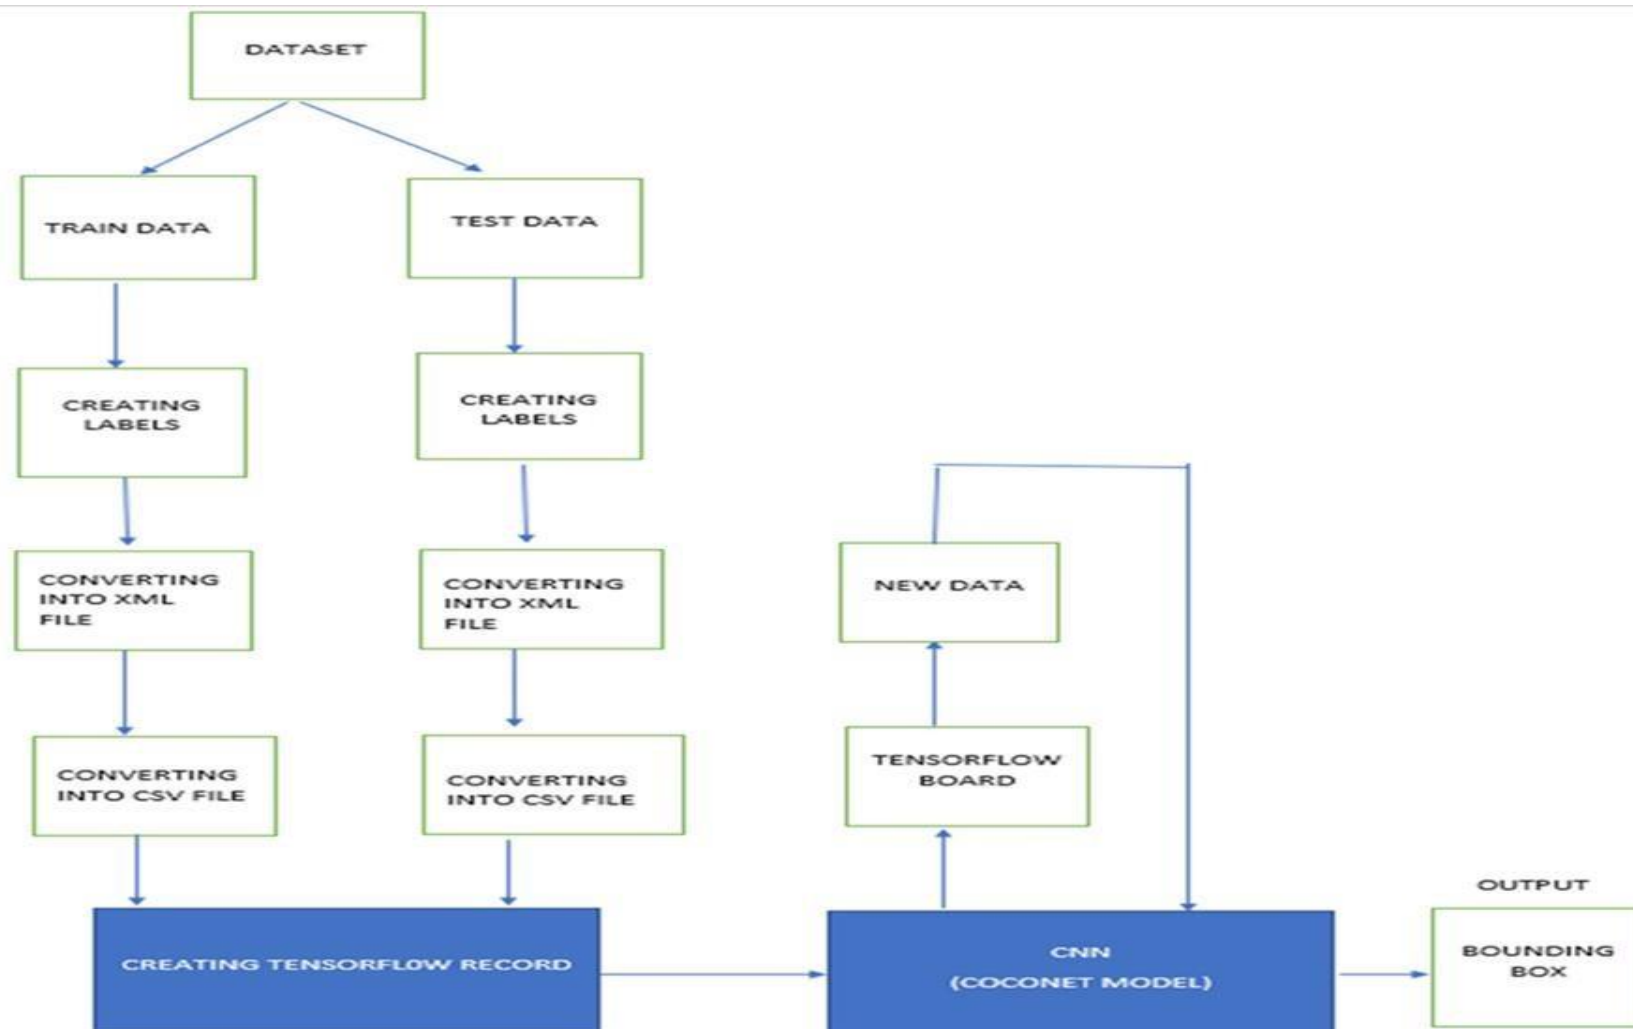 DATASET
TRAIN DATA
TEST DATA
CREATING
LABELS
CREATING
LABELS
CONVERTING
INTO XML
FILE
CONVERTING
INTO XML
FILE
NEW DATA
CONVERTING
INTO CSV FILE
CONVERTING
INTO CSV FILE
TENSORFLOW
BOARD
CREATING TENSORFL0W RECORD
CNN
(COCONET MODEL)
OUTPUT
BOUNDING
BOX